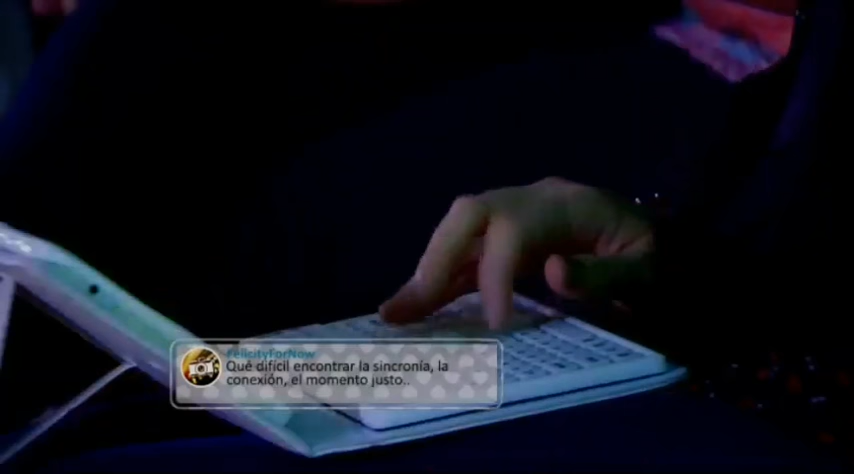 FelicityForNow
Qué difícil encontrar la sincronía, la
conexión, el momento justo..